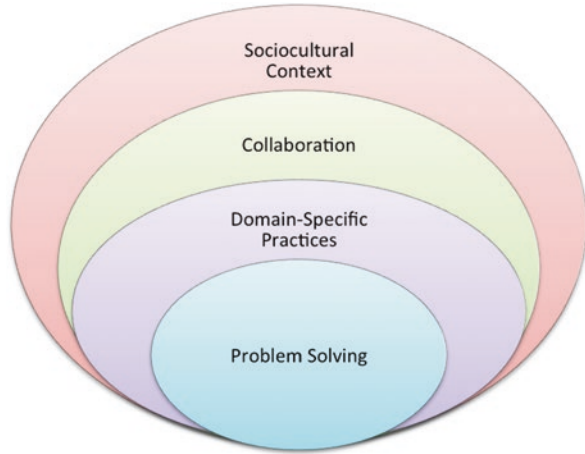 Sociocultural
Context
Collaboration
Domain-Specific
Practices
Problem Solving